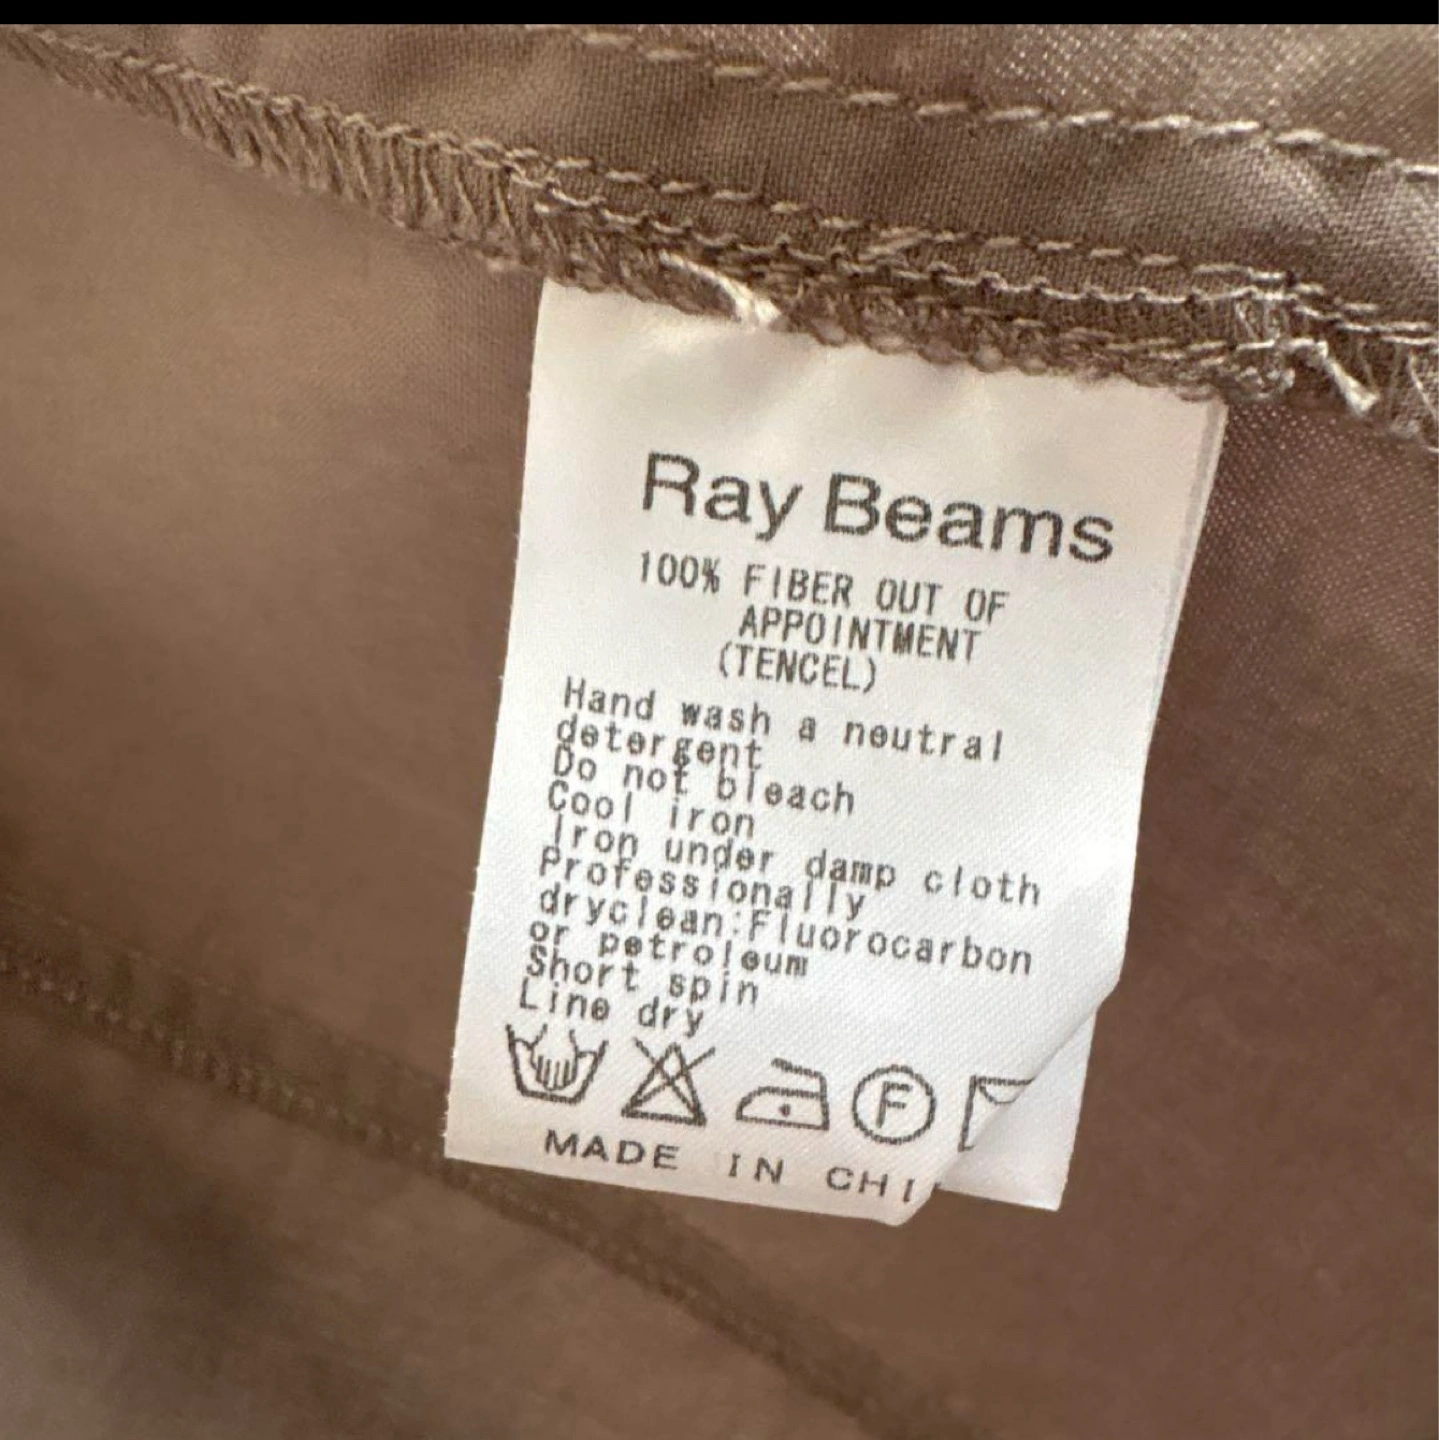 Ray Beams
100% FIBER OUT OF
APPOINTMENT
(TENCEL)
Hand wash a neutral
detergent
Do not bleach
Cool iron
Iron under damp cloth
Professionally
dryclean:Fluorocarbon
or petroleum
Short spin
Line dry
F
MADE IN CHI